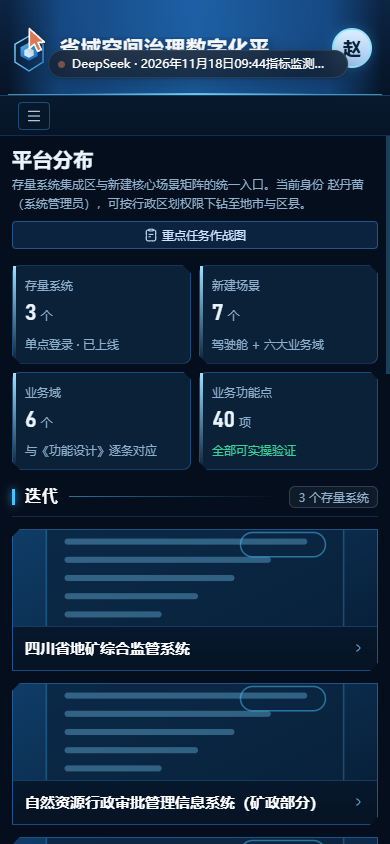 省域空间治理数字化平
赵
DeepSeek · 2026年11月18日09:44指标监测...
平台分布
存量系统集成区与新建核心场景矩阵的统一入口。当前身份 赵丹菁
（系统管理员），可按行政区划权限下钻至地市与区县。
重点任务作战图
存量系统
3 个
单点登录 · 已上线
新建场景
7 个
驾驶舱 + 六大业务域
业务域
6 个
与《功能设计》逐条对应
业务功能点
40 项
全部可实操验证
迭代
3 个存量系统
四川省地矿综合监管系统
自然资源行政审批管理信息系统（矿政部分）